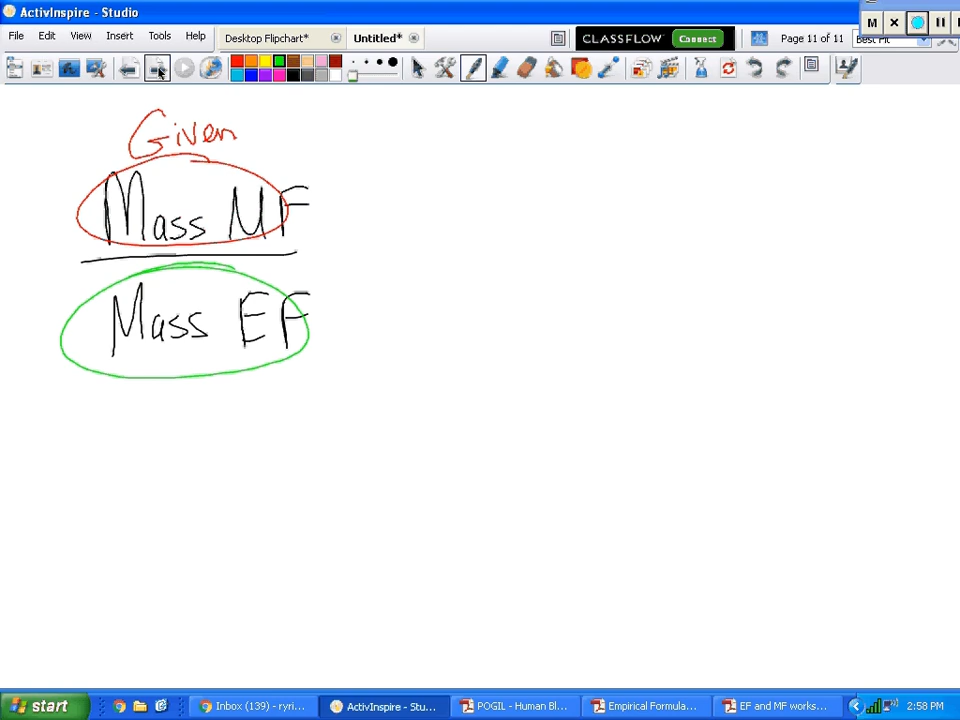 ActivInspire - Studio
M
File Edit View Insert Tools Help
Desktop Flipchart* Untitled*
CLASSFLOW Connect
Page 11 of 11
Best Fit
Given
Mass MF
Mass EF
start
Inbox (139) - ryri...
ActivInspire - Stu...
POGIL - Human Bl...
Empirical Formula...
EF and MF works...
2:58 PM